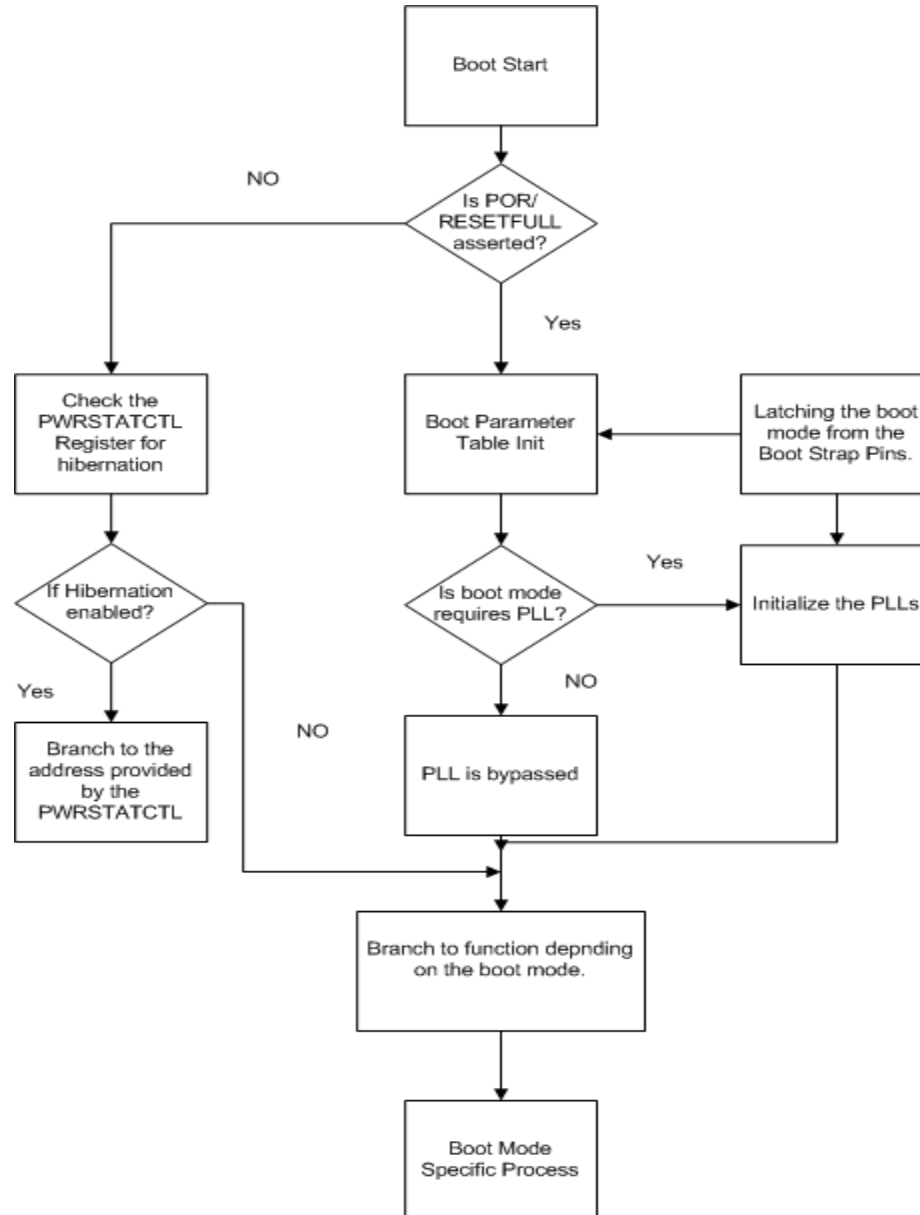 Boot Start
NO
Is POR/
RESETFULL
asserted?
Yes
Check the
PWRSTATCTL
Register for
hibernation
Boot Parameter
Table Init
Latching the boot
mode from the
Boot Strap Pins.
If Hibernation
enabled?
Is boot mode
requires PLL?
Yes
Initialize the PLLs
Yes
NO
NO
Branch to the
address provided
by the
PWRSTATCTL
PLL is bypassed
Branch to function depnding
on the boot mode.
Boot Mode
Specific Process